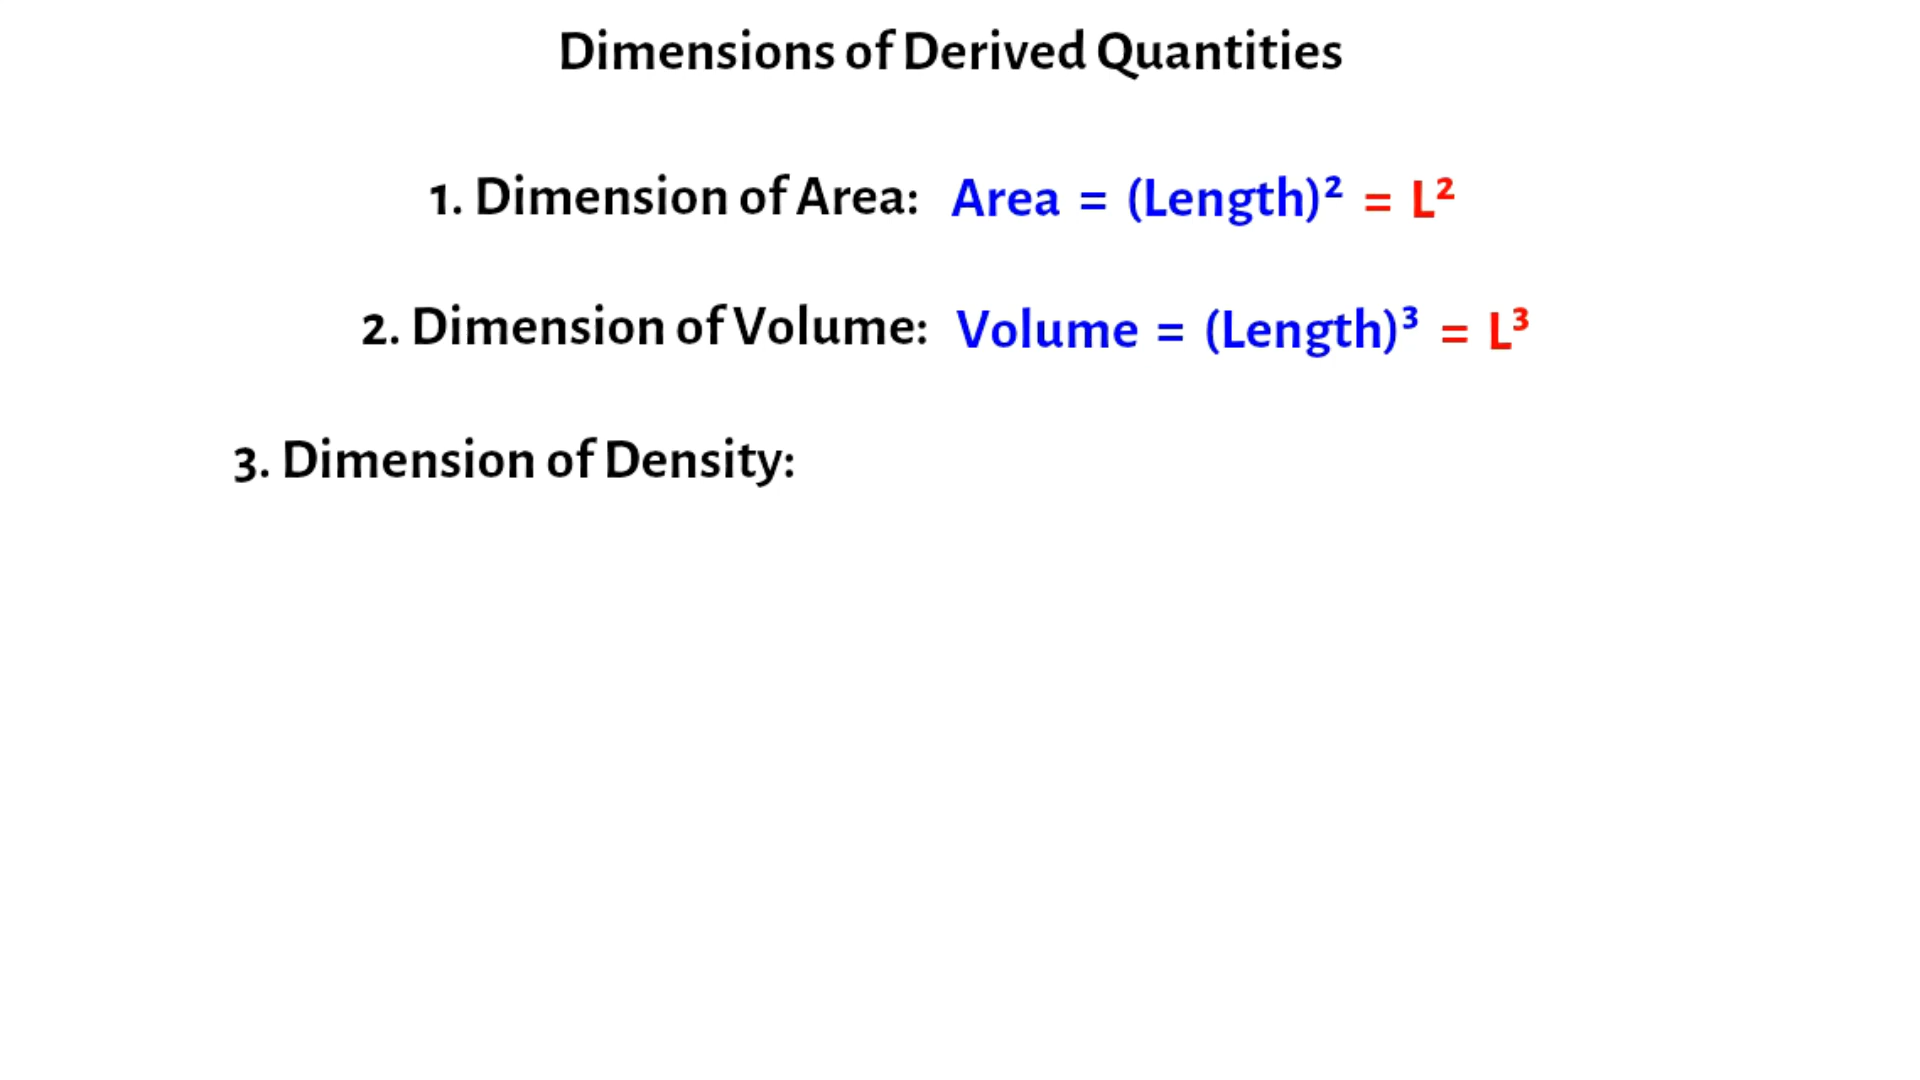 Dimensions of Derived Quantities
1. Dimension of Area: Area = (Length)² = L²
2. Dimension of Volume: Volume = (Length)³ = L³
3. Dimension of Density: